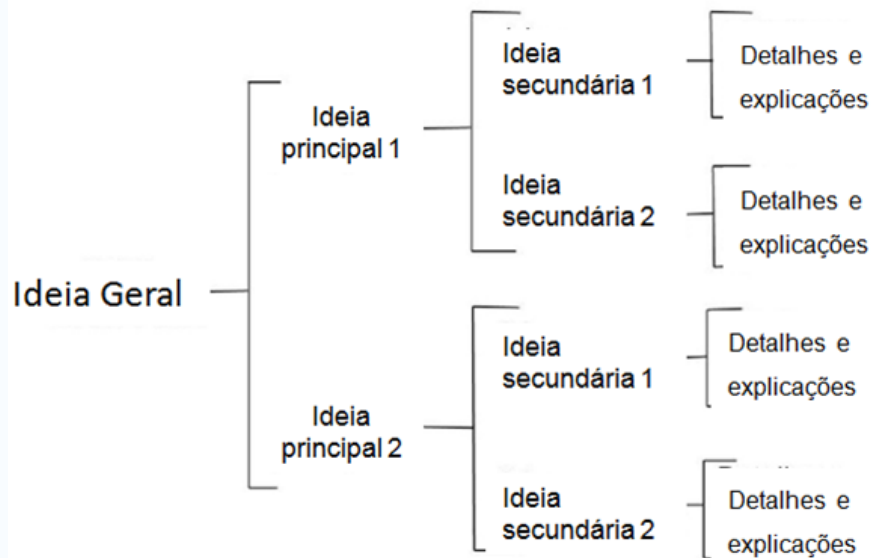 Ideia
secundária 1
Detalhes e
explicações
Ideia
principal 1
Ideia
secundária 2
Detalhes e
explicações
Ideia Geral
Ideia
secundária 1
Detalhes e
explicações
Ideia
principal 2
Ideia
secundária 2
Detalhes e
explicações